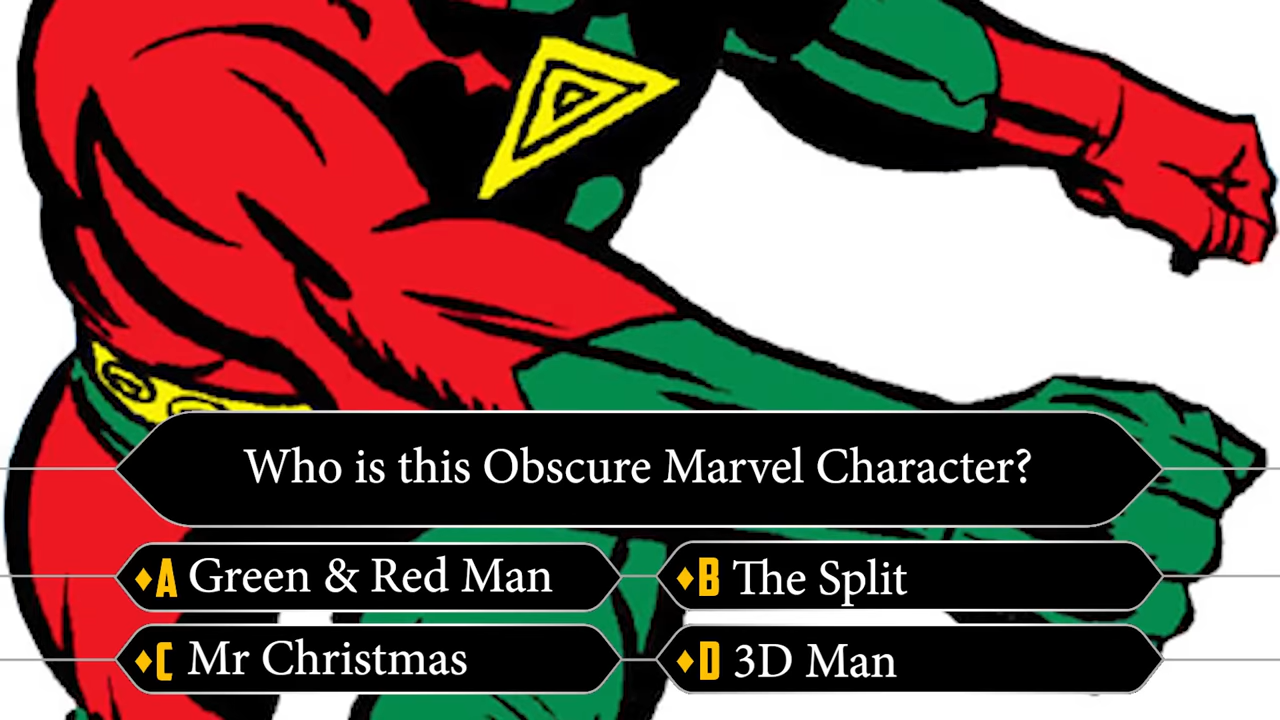 Who is this Obscure Marvel Character?
A Green & Red Man
B The Split
C Mr Christmas
D 3D Man